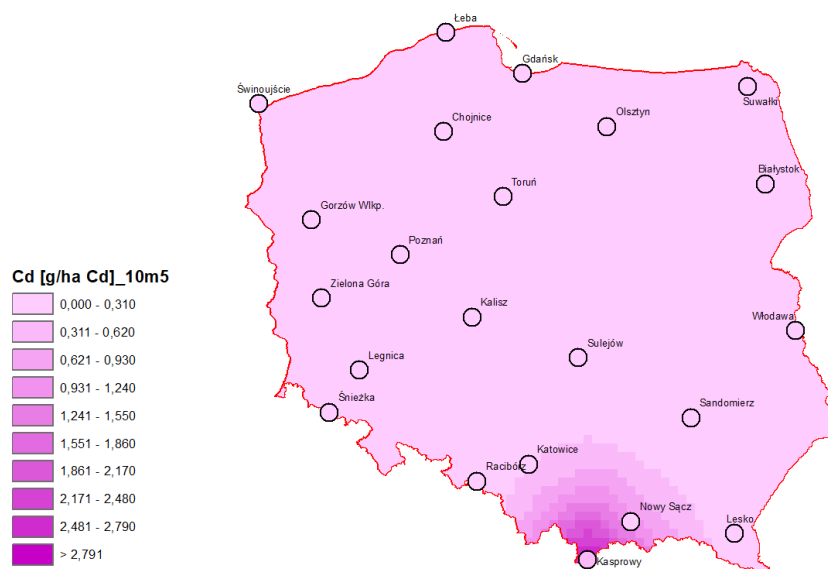 Łeba
Gdańsk
Świnoujście
Suwałki
Olsztyn
Chojnice
Białystok
Toruń
Gorzów Wlkp.
Poznań
Cd [g/ha Cd]_10m5
0,000 - 0,310
0,311 - 0,620
0,621 - 0,930
0,931 - 1,240
1,241 - 1,550
1,551 - 1,860
1,861 - 2,170
2,171 - 2,480
2,481 - 2,790
> 2,791
Zielona Góra
Kalisz
Włodawa
Sulejów
Legnica
Śnieżka
Sandomierz
Katowice
Racibórz
Nowy Sącz
Lesko
Kasprowy